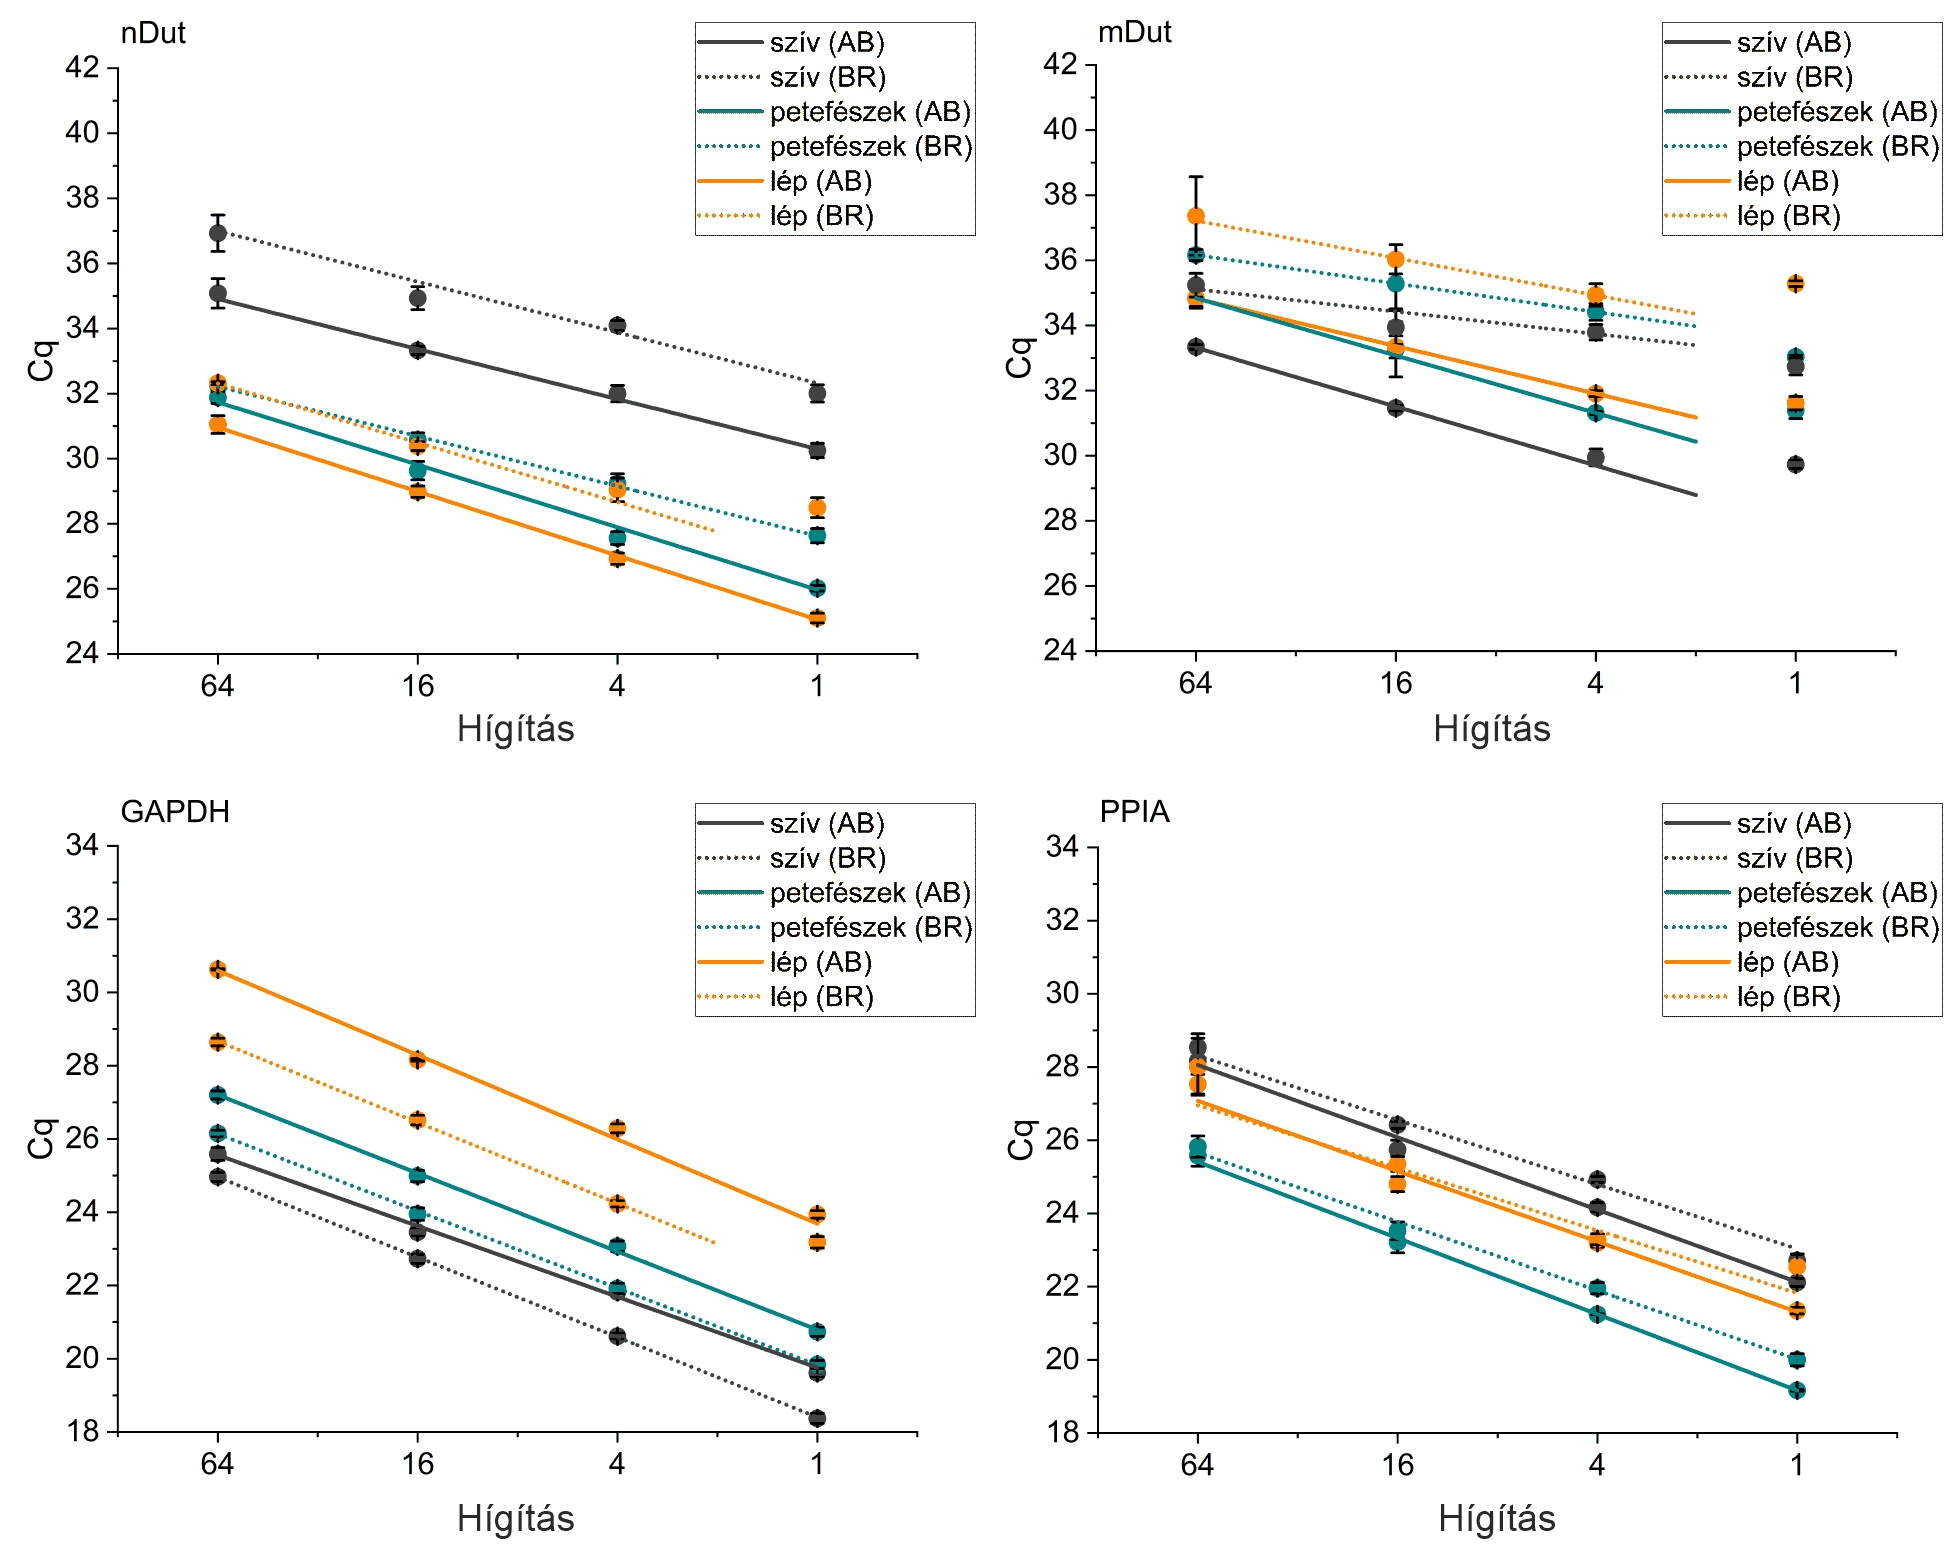 nDut
szív (AB)
szív (BR)
petefészek (AB)
petefészek (BR)
lép (AB)
lép (BR)
42
40
38
36
34
32
30
28
26
24
Cq
64 16 4 1
Hígítás
mDut
szív (AB)
szív (BR)
petefészek (AB)
petefészek (BR)
lép (AB)
lép (BR)
42
40
38
36
34
32
30
28
26
24
Cq
64 16 4 1
Hígítás
GAPDH
szív (AB)
szív (BR)
petefészek (AB)
petefészek (BR)
lép (AB)
lép (BR)
34
32
30
28
26
24
22
20
18
Cq
64 16 4 1
Hígítás
PPIA
szív (AB)
szív (BR)
petefészek (AB)
petefészek (BR)
lép (AB)
lép (BR)
34
32
30
28
26
24
22
20
18
Cq
64 16 4 1
Hígítás